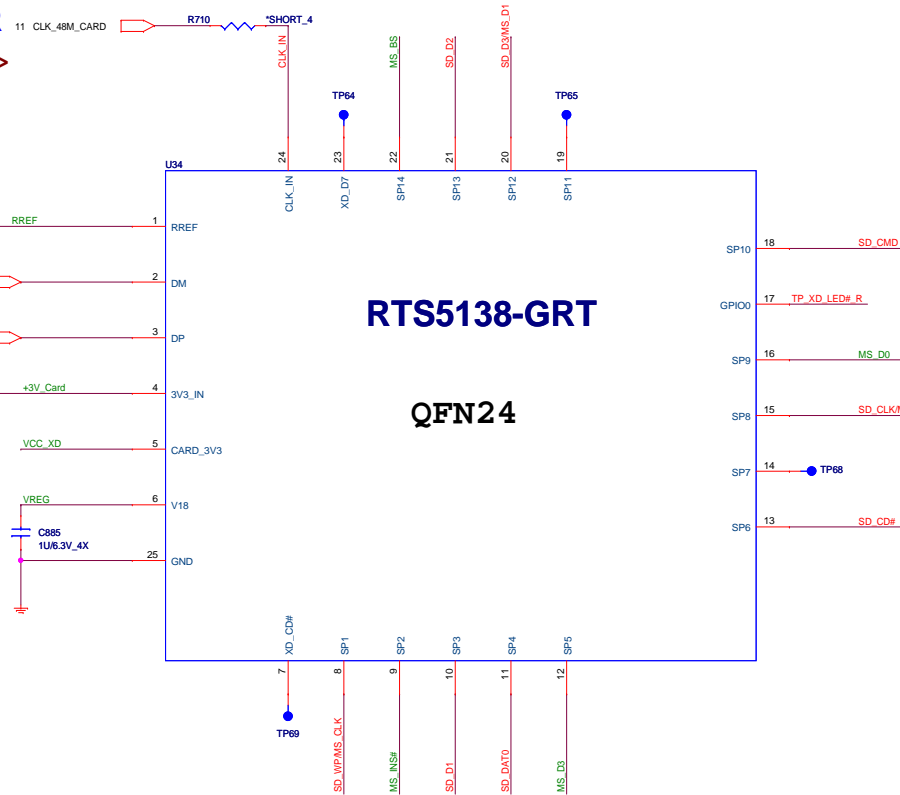 11 CLK_48M_CARD
R710
*SHORT_4
CLK_IN
MS_BS
SD_D2
SD_D3/MS_D1
TP64
TP65
24
23
22
21
20
19
U34
CLK_IN
XD_D7
SP14
SP13
SP12
SP11
RREF
1
RREF
2
DM
3
DP
+3V_Card
4
3V3_IN
VCC_XD
5
CARD_3V3
VREG
6
V18
C885
1U/6.3V_4X
25
GND
RTS5138-GRT
QFN24
SP10
18
SD_CMD
GPIO0
17
TP_XD_LED#_R
SP9
16
MS_D0
SP8
15
SD_CLK/M
SP7
14
TP68
SP6
13
SD_CD#
XD_CD#
SP1
SP2
SP3
SP4
SP5
7
8
9
10
11
12
TP69
SD_WP/MS_CLK
MS_INS#
SD_D1
SD_DAT0
MS_D3